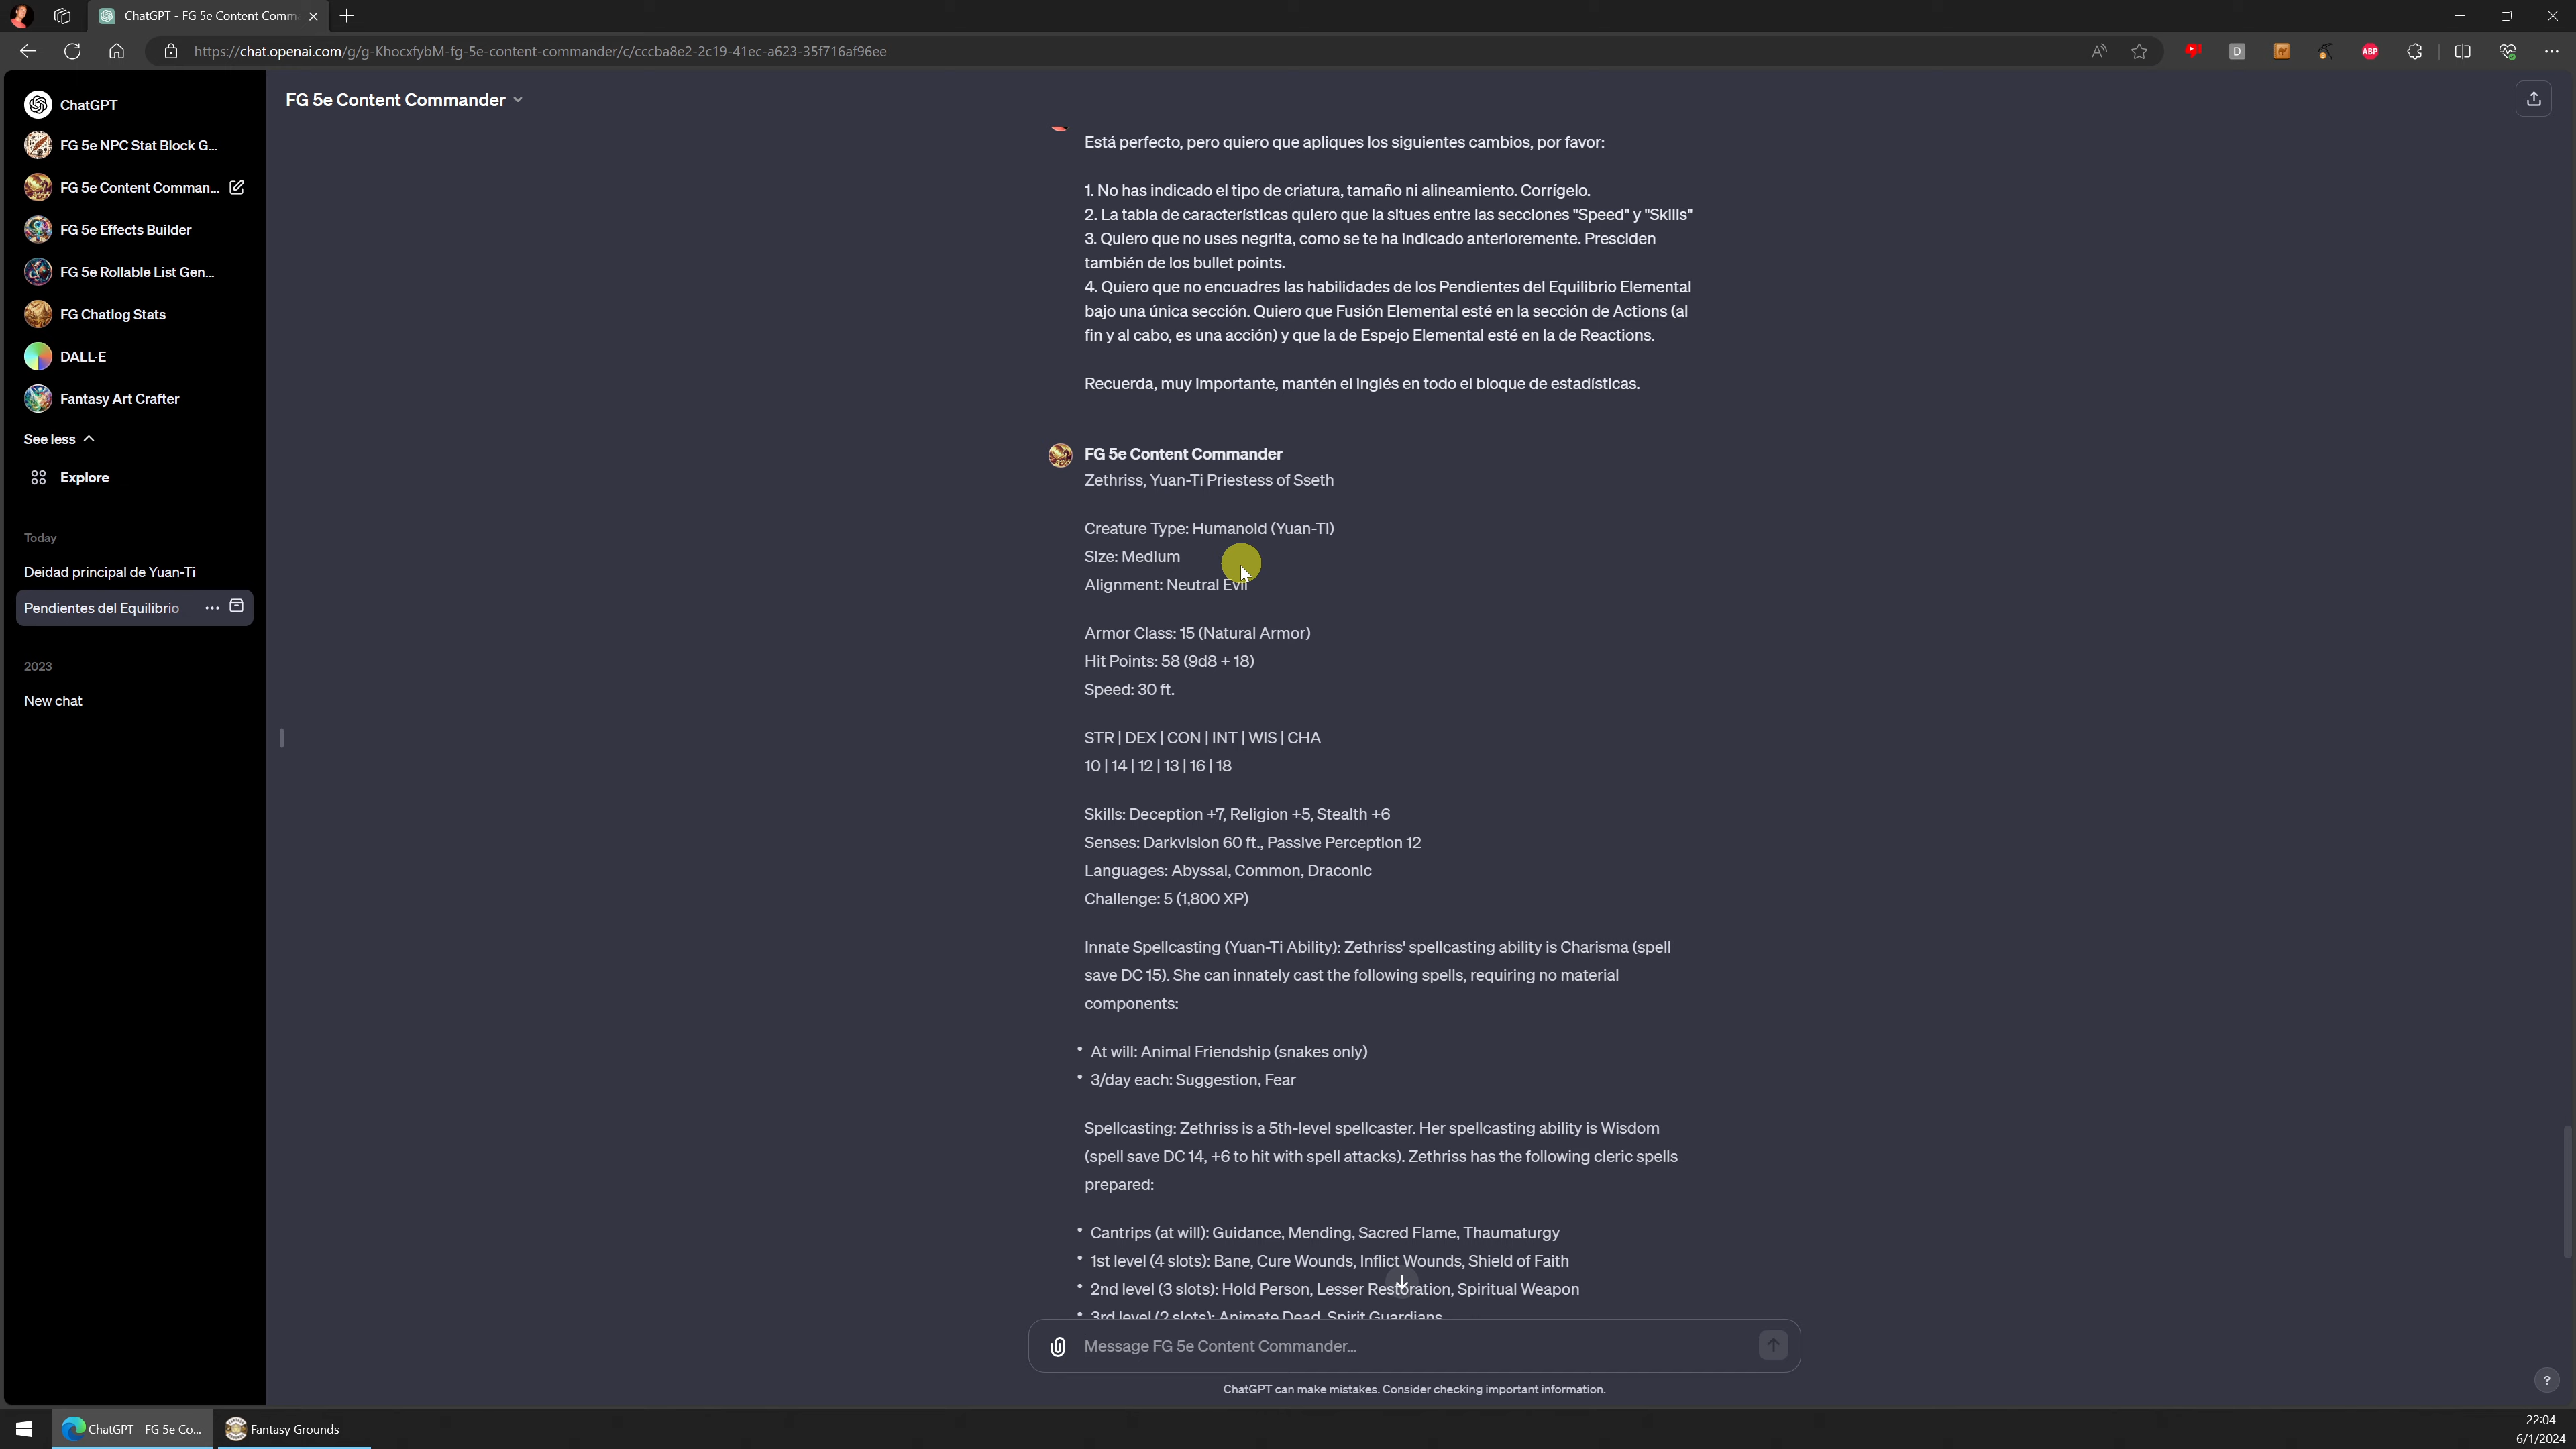 ChatGPT - FG 5e Content Comm
https://chat.openai.com/g/g-KhocxfybM-fg-5e-content-commander/c/cccba8e2-2c19-41ec-a623-35f716af96ee
A
D
ABP
ChatGPT
FG 5e NPC Stat Block G...
FG 5e Content Comman...
FG 5e Effects Builder
FG 5e Rollable List Gen...
FG Chatlog Stats
DALL·E
Fantasy Art Crafter
See less
Explore
Today
Deidad principal de Yuan-Ti
Pendientes del Equilibrio
2023
New chat
FG 5e Content Commander
Está perfecto, pero quiero que apliques los siguientes cambios, por favor:
1. No has indicado el tipo de criatura, tamaño ni alineamiento. Corrígelo.
2. La tabla de características quiero que la situes entre las secciones "Speed" y "Skills"
3. Quiero que no uses negrita, como se te ha indicado anterioremente. Presciden
también de los bullet points.
4. Quiero que no encuadres las habilidades de los Pendientes del Equilibrio Elemental
bajo una única sección. Quiero que Fusión Elemental esté en la sección de Actions (al
fin y al cabo, es una acción) y que la de Espejo Elemental esté en la de Reactions.
Recuerda, muy importante, mantén el inglés en todo el bloque de estadísticas.
FG 5e Content Commander
Zethriss, Yuan-Ti Priestess of Sseth
Creature Type: Humanoid (Yuan-Ti)
Size: Medium
Alignment: Neutral Evil
Armor Class: 15 (Natural Armor)
Hit Points: 58 (9d8 + 18)
Speed: 30 ft.
STR | DEX | CON | INT | WIS | CHA
10 | 14 | 12 | 13 | 16 | 18
Skills: Deception +7, Religion +5, Stealth +6
Senses: Darkvision 60 ft., Passive Perception 12
Languages: Abyssal, Common, Draconic
Challenge: 5 (1,800 XP)
Innate Spellcasting (Yuan-Ti Ability): Zethriss' spellcasting ability is Charisma (spell
save DC 15). She can innately cast the following spells, requiring no material
components:
• At will: Animal Friendship (snakes only)
• 3/day each: Suggestion, Fear
Spellcasting: Zethriss is a 5th-level spellcaster. Her spellcasting ability is Wisdom
(spell save DC 14, +6 to hit with spell attacks). Zethriss has the following cleric spells
prepared:
• Cantrips (at will): Guidance, Mending, Sacred Flame, Thaumaturgy
• 1st level (4 slots): Bane, Cure Wounds, Inflict Wounds, Shield of Faith
• 2nd level (3 slots): Hold Person, Lesser Restoration, Spiritual Weapon
• 3rd level (2 slots): Animate Dead, Spirit Guardians
Message FG 5e Content Commander...
ChatGPT can make mistakes. Consider checking important information.
?
ChatGPT - FG 5e Co...
Fantasy Grounds
22:04
6/1/2024